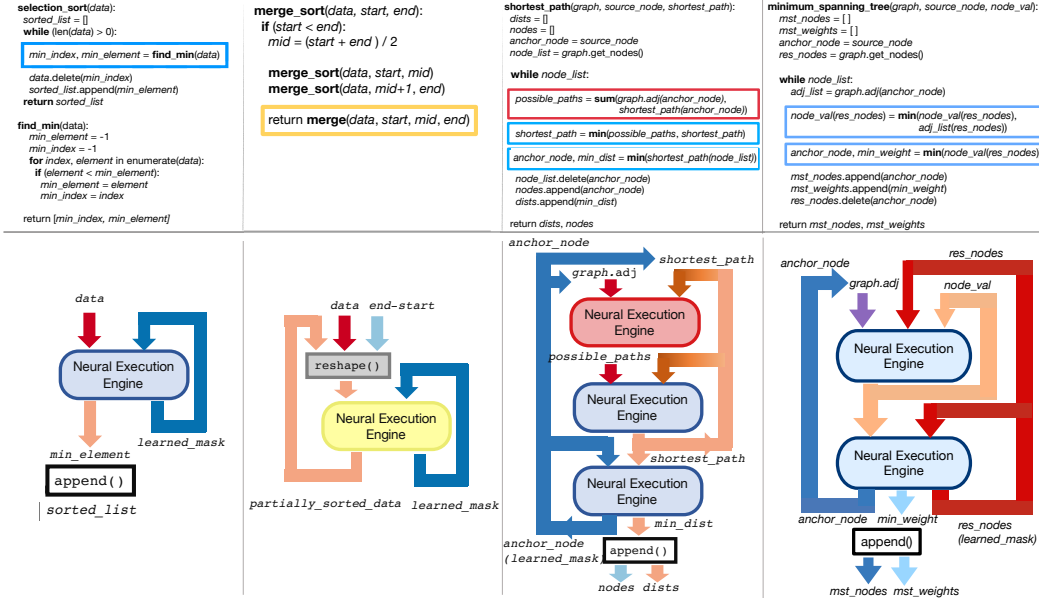 selection_sort(data):
sorted_list = []
while (len(data) > 0):
min_index, min_element = find_min(data)
data.delete(min_index)
sorted_list.append(min_element)
return sorted_list
find_min(data):
min_element = -1
min_index = -1
for index, element in enumerate(data):
if (element < min_element):
min_element = element
min_index = index
return [min_index, min_element]
merge_sort(data, start, end):
if (start < end):
mid = (start + end ) / 2
merge_sort(data, start, mid)
merge_sort(data, mid+1, end)
return merge(data, start, mid, end)
shortest_path(graph, source_node, shortest_path):
dists = []
nodes = []
anchor_node = source_node
node_list = graph.get_nodes()
while node_list:
possible_paths = sum(graph.adj(anchor_node),
shortest_path(anchor_node))
shortest_path = min(possible_paths, shortest_path)
anchor_node, min_dist = min(shortest_path(node_list))
node_list.delete(anchor_node)
nodes.append(anchor_node)
dists.append(min_dist)
return dists, nodes
minimum_spanning_tree(graph, source_node, node_val):
mst_nodes = [ ]
mst_weights = [ ]
anchor_node = source_node
res_nodes = graph.get_nodes()
while node_list:
adj_list = graph.adj(anchor_node)
node_val(res_nodes) = min(node_val(res_nodes),
adj_list(res_nodes))
anchor_node, min_weight = min(node_val(res_nodes)
mst_nodes.append(anchor_node)
mst_weights.append(min_weight)
res_nodes.delete(anchor_node)
return mst_nodes, mst_weights
data
Neural Execution
Engine
learned_mask
min_element
append()
sorted_list
data end-start
reshape()
Neural Execution
Engine
partially_sorted_data
learned_mask
anchor_node
shortest_path
graph.adj
Neural Execution
Engine
possible_paths
Neural Execution
Engine
shortest_path
Neural Execution
Engine
min_dist
anchor_node
(learned_mask)
append()
nodes dists
res_nodes
anchor_node
graph.adj
node_val
Neural Execution
Engine
Neural Execution
Engine
anchor_node
min_weight
res_nodes
(learned_mask)
append()
mst_nodes mst_weights